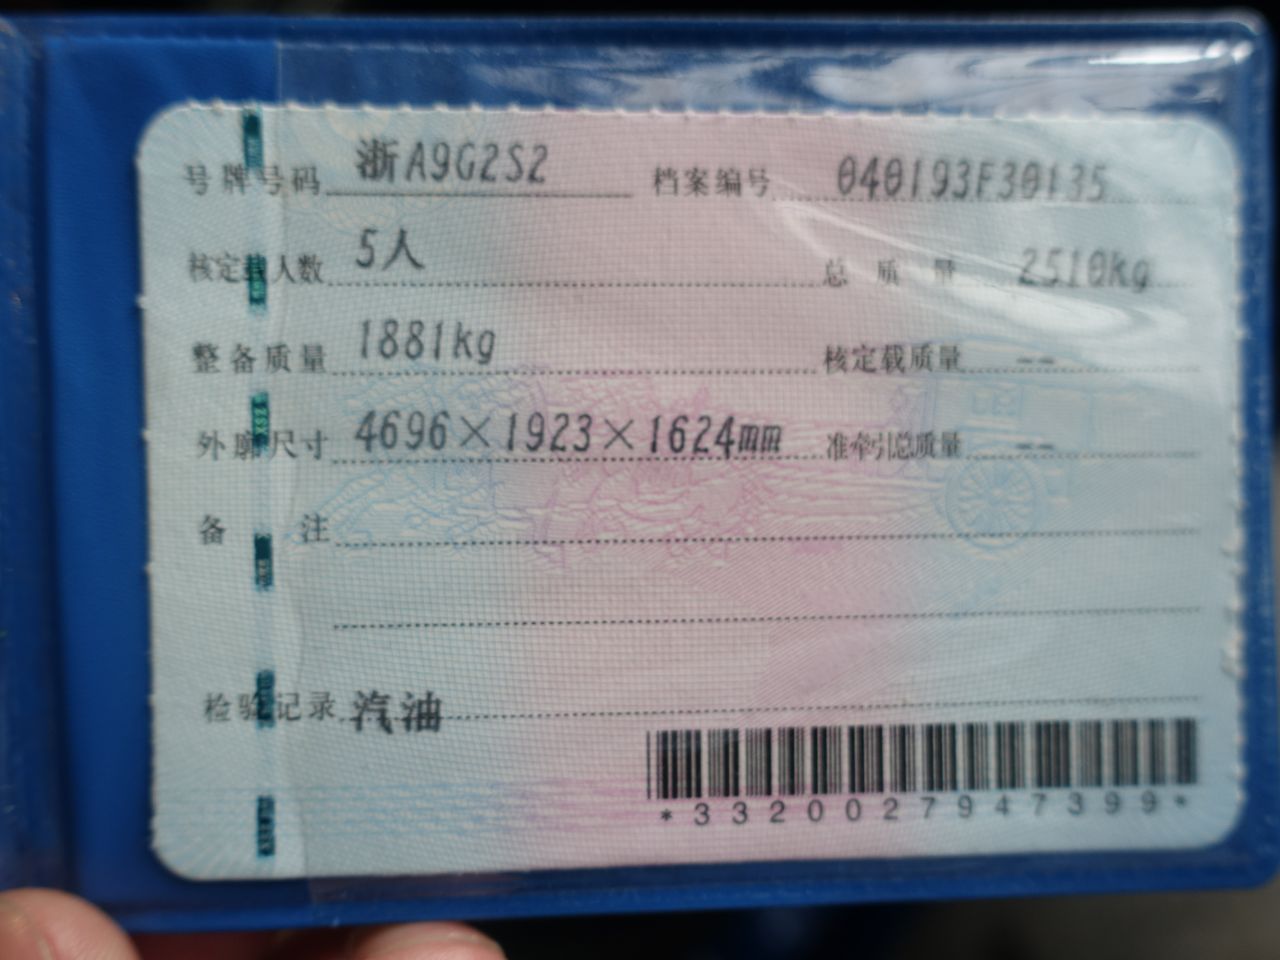 号牌号码 浙A9G2S2 档案编号 040193F30135
核定载人数 5人 总质量 2510kg
整备质量 1881kg 核定载质量 --
外廓尺寸 4696×1923×1624mm 准牵引总质量 --
备注
检验记录 汽油
*3320027947399*